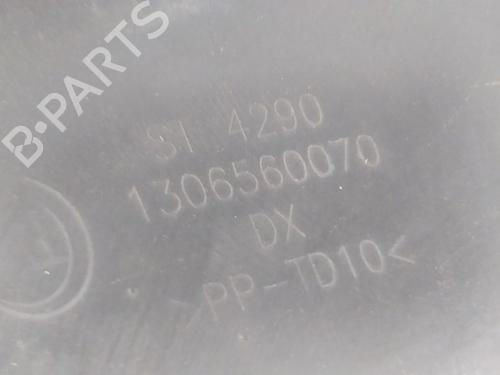 B-PARTS
SI 4290
1306560070
DX
>PP-TD10<